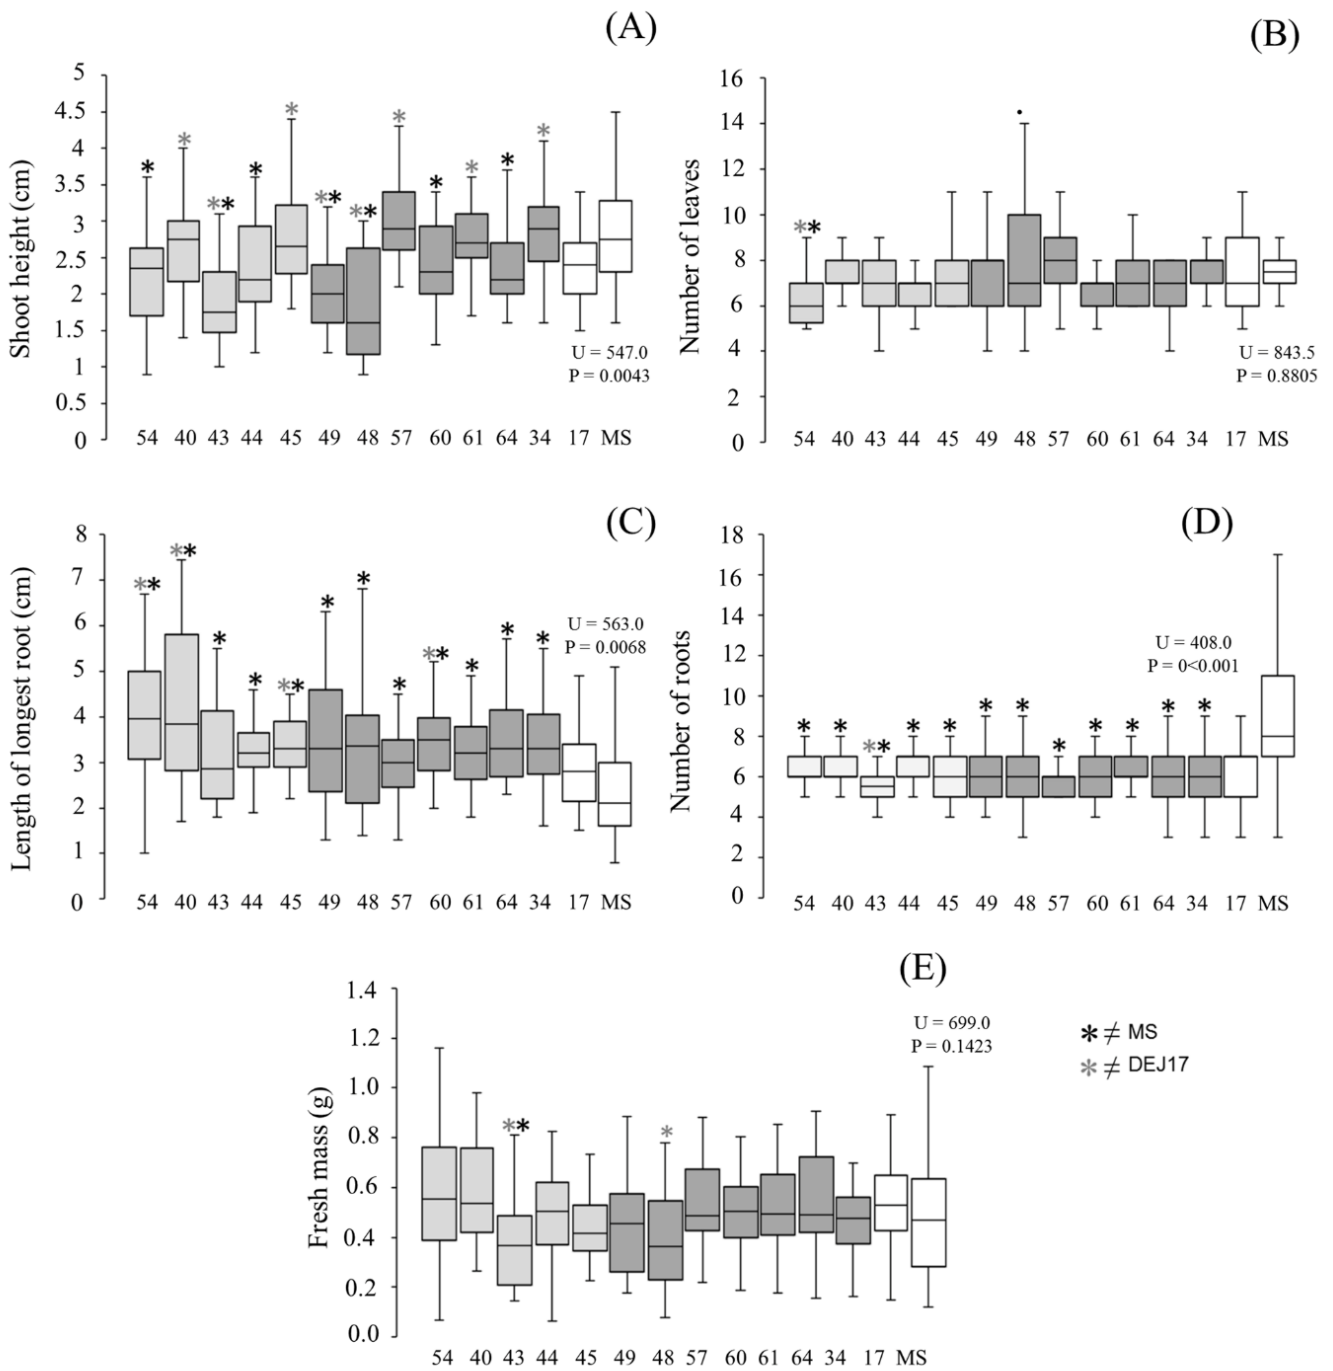 (A)
Shoot height (cm)
5
4.5
4
3.5
3
2.5
2
1.5
1
0.5
0
* * ** * * ** ** * * * * *
U = 547.0
P = 0.0043
54 40 43 44 45 49 48 57 60 61 64 34 17 MS
(B)
Number of leaves
16
14
12
10
8
6
4
2
0
**
U = 843.5
P = 0.8805
54 40 43 44 45 49 48 57 60 61 64 34 17 MS
(C)
Length of longest root (cm)
8
7
6
5
4
3
2
1
0
** ** * * ** * * * ** * * *
U = 563.0
P = 0.0068
54 40 43 44 45 49 48 57 60 61 64 34 17 MS
(D)
Number of roots
18
16
14
12
10
8
6
4
2
0
* * ** * * * * * * * * *
U = 408.0
P = 0<0.001
54 40 43 44 45 49 48 57 60 61 64 34 17 MS
(E)
Fresh mass (g)
1.4
1.2
1.0
0.8
0.6
0.4
0.2
0.0
** *
U = 699.0
P = 0.1423
54 40 43 44 45 49 48 57 60 61 64 34 17 MS
* ≠ MS
* ≠ DEJ17